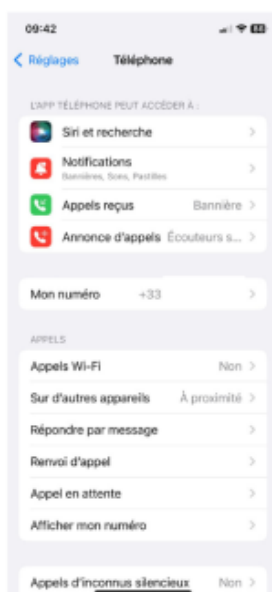 09:42
Réglages
Téléphone
L'APP TÉLÉPHONE PEUT ACCÉDER À :
Siri et recherche
Notifications
Bannières, Sons, Pastilles
Appels reçus Bannière
Annonce d'appels Écouteurs s...
Mon numéro +33
APPELS
Appels Wi-Fi Non
Sur d'autres appareils À proximité
Répondre par message
Renvoi d'appel
Appel en attente
Afficher mon numéro
Appels d'inconnus silencieux Non